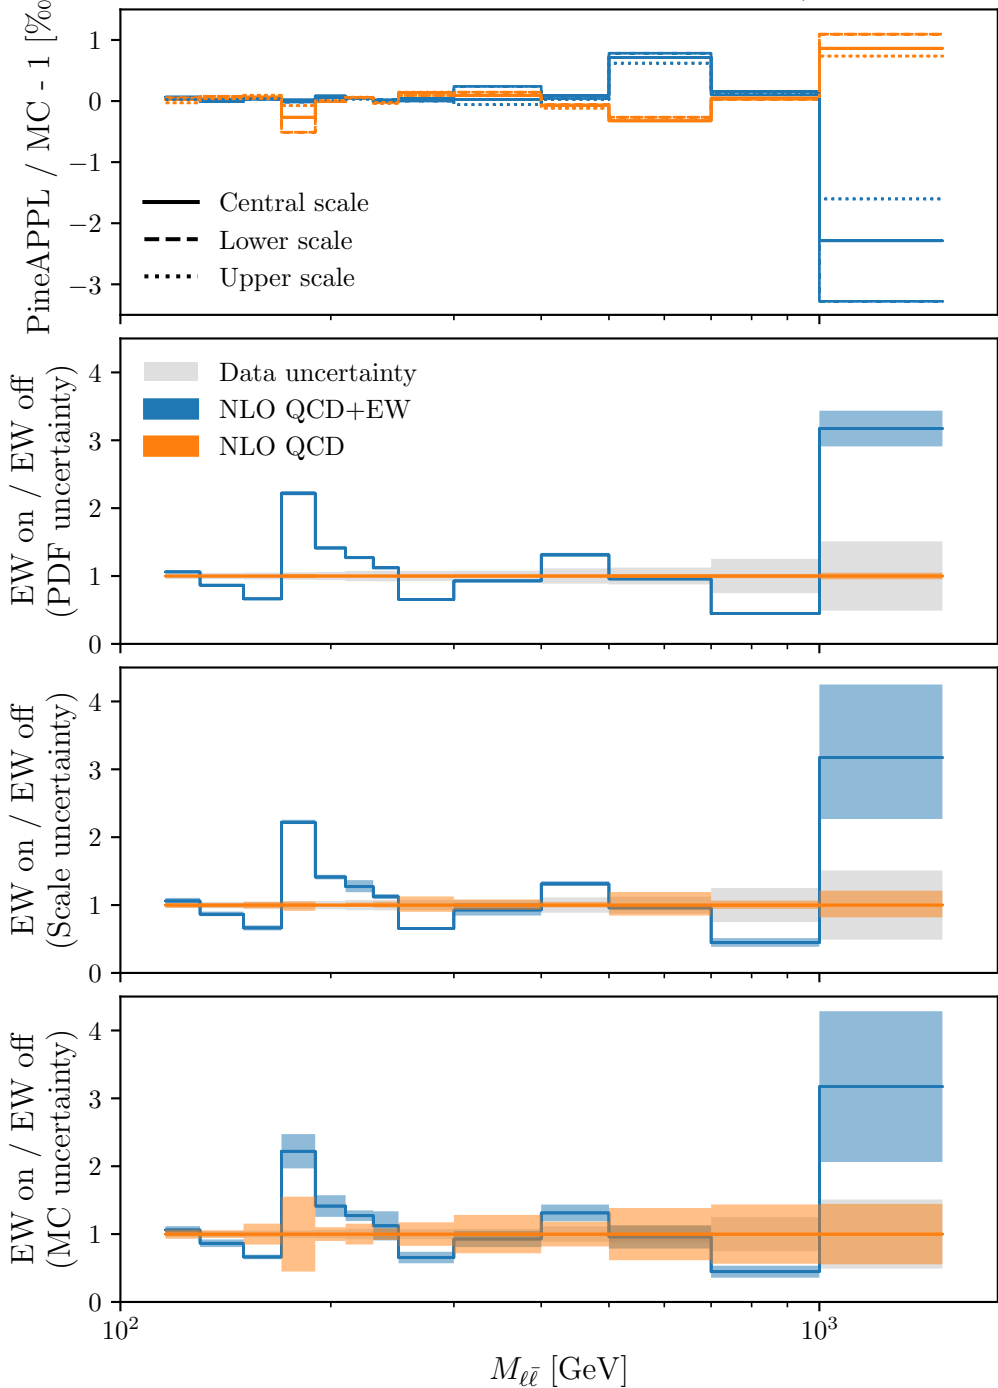 PineAPPL / MC - 1 [‰
1
0
−1
−2
−3
Central scale
Lower scale
Upper scale
EW on / EW off
(PDF uncertainty)
4
3
2
1
0
Data uncertainty
NLO QCD+EW
NLO QCD
EW on / EW off
(Scale uncertainty)
4
3
2
1
0
EW on / EW off
(MC uncertainty)
4
3
2
1
0
10²
10³
Mℓℓ̄ [GeV]